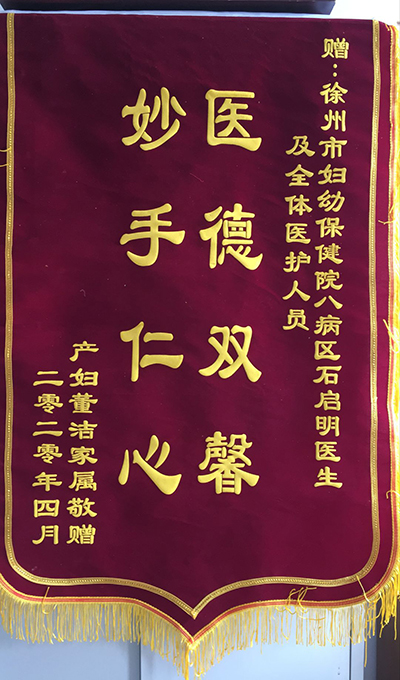 赠:徐州市妇幼保健院八病区石启明医生
及全体医护人员
医德双馨
妙手仁心
产妇董洁家属敬赠
二零二零年四月